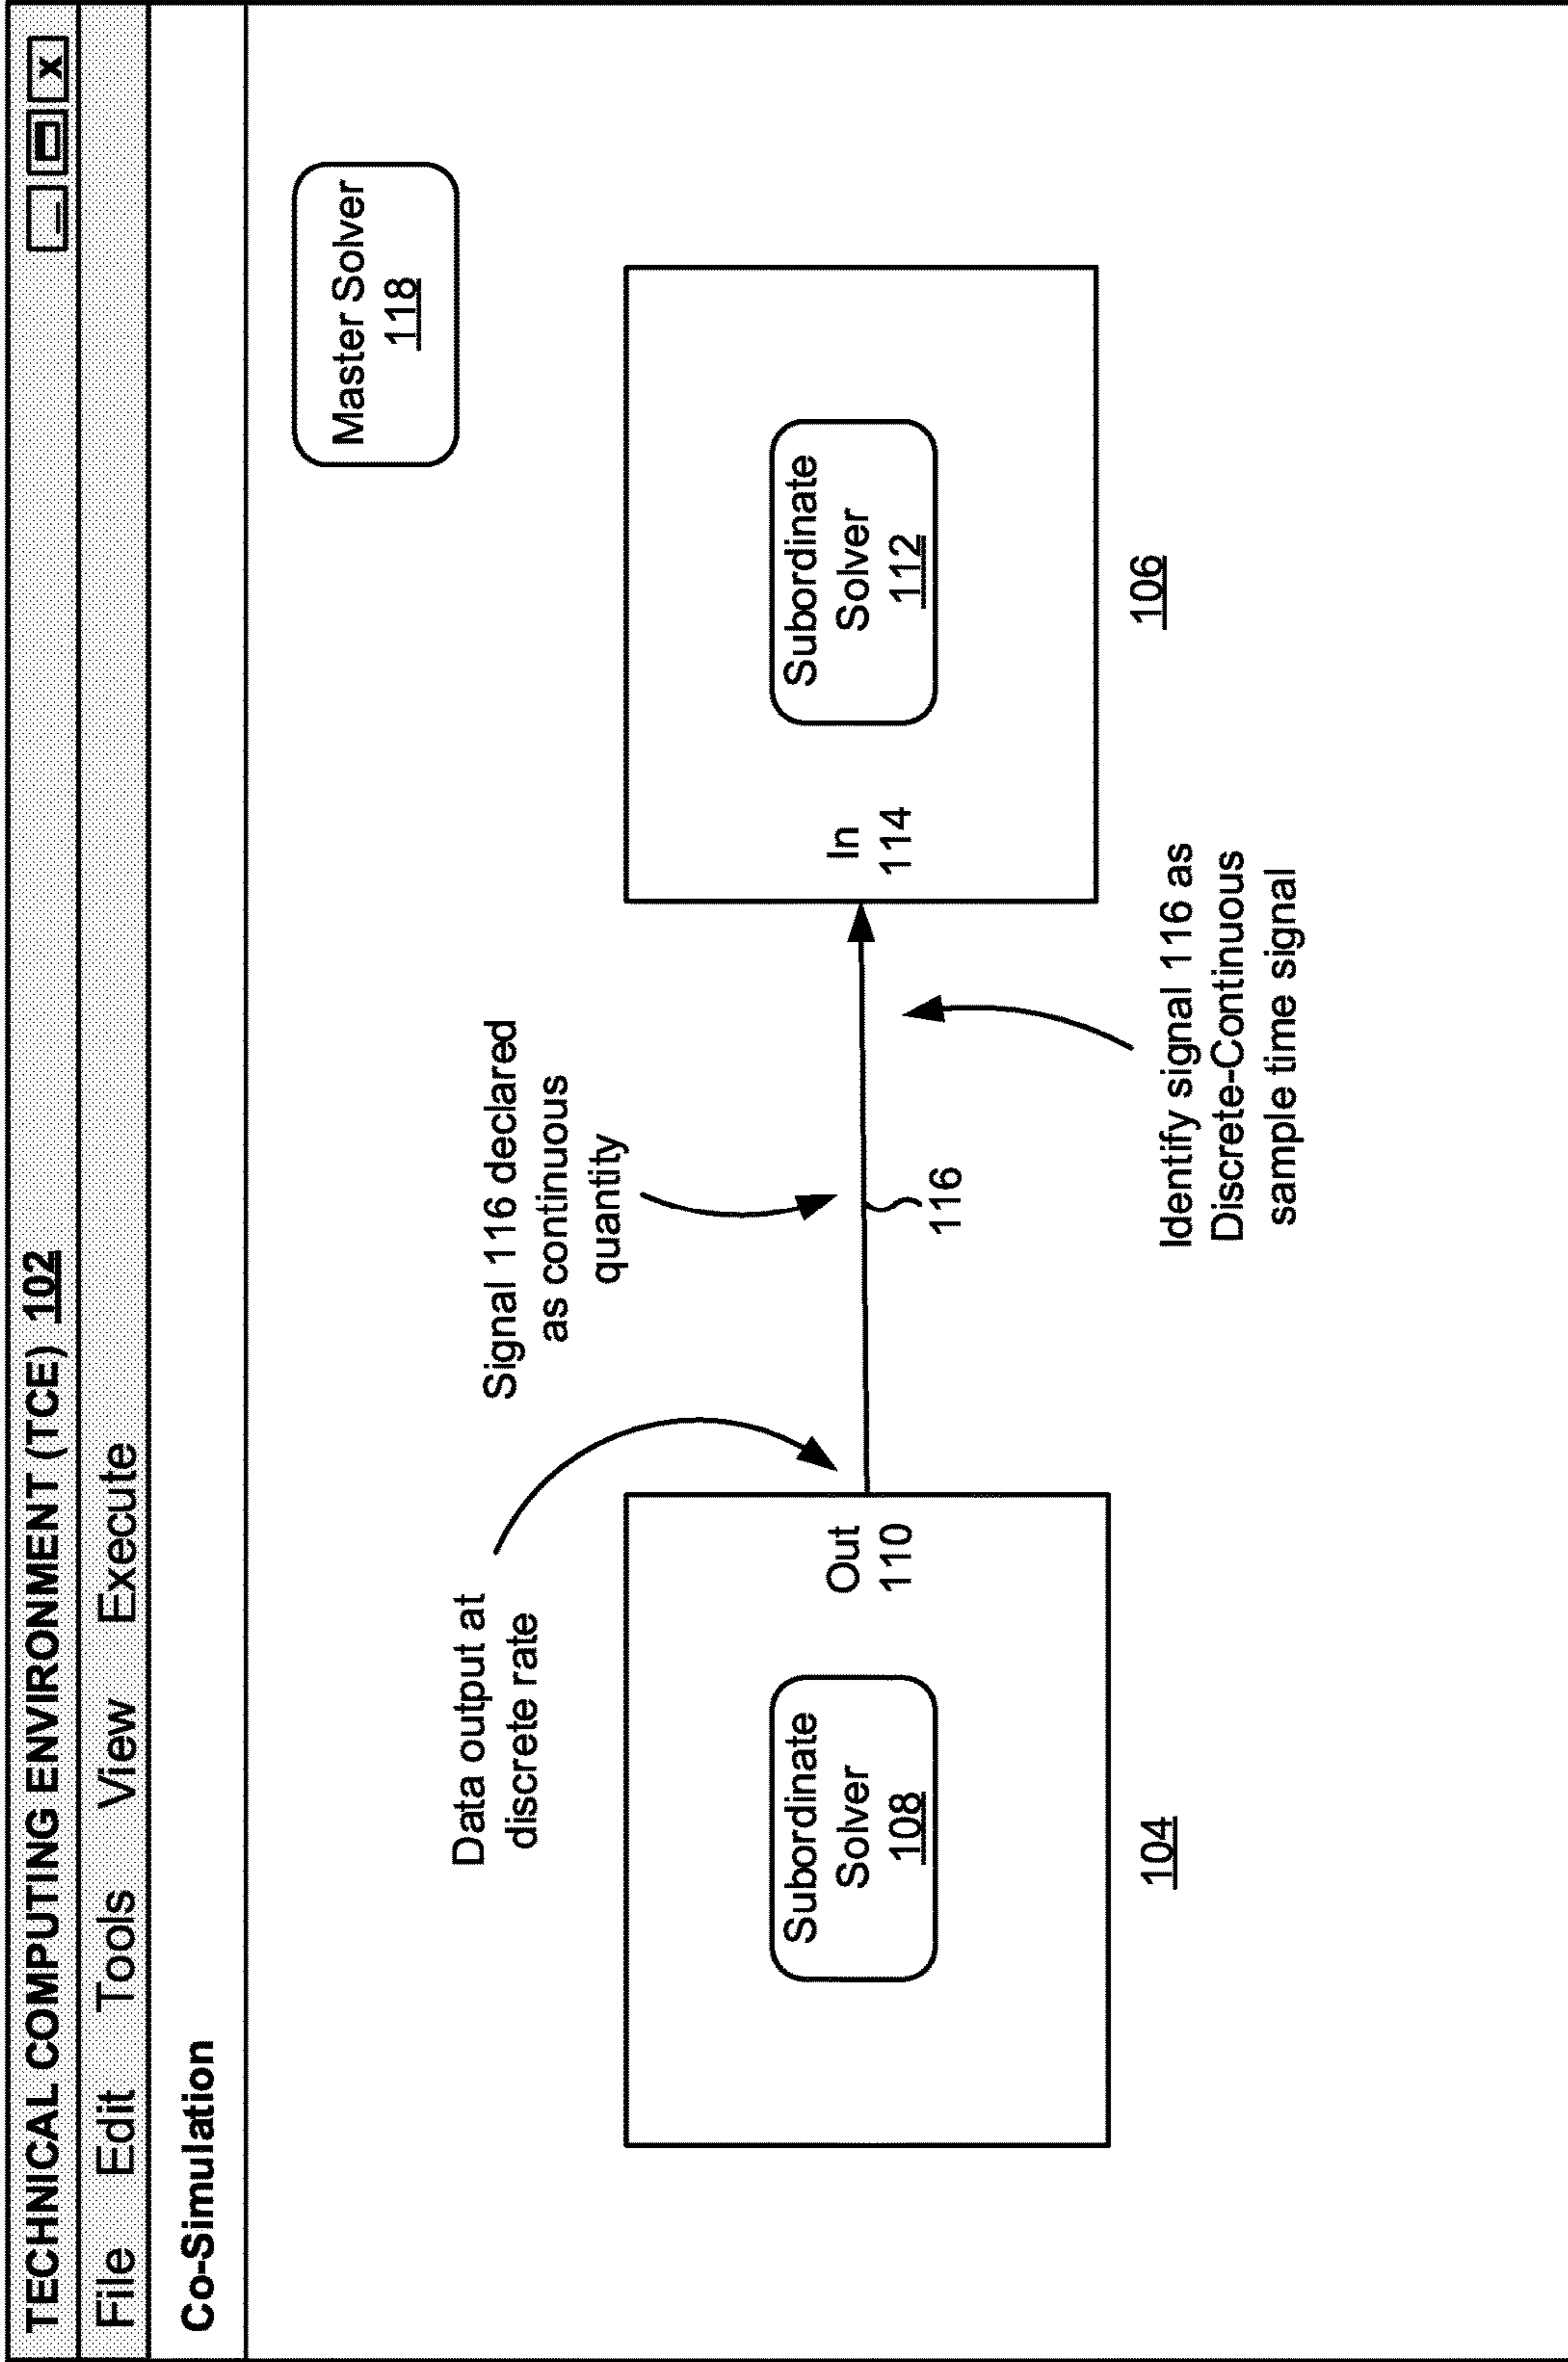 TECHNICAL COMPUTING ENVIRONMENT (TCE) 102
_ X
File Edit Tools View Execute
Co-Simulation
Master Solver
118
Data output at
discrete rate
Signal 116 declared
as continuous
quantity
Subordinate
Solver
108
Out
110
104
116
In
114
Subordinate
Solver
112
106
Identify signal 116 as
Discrete-Continuous
sample time signal